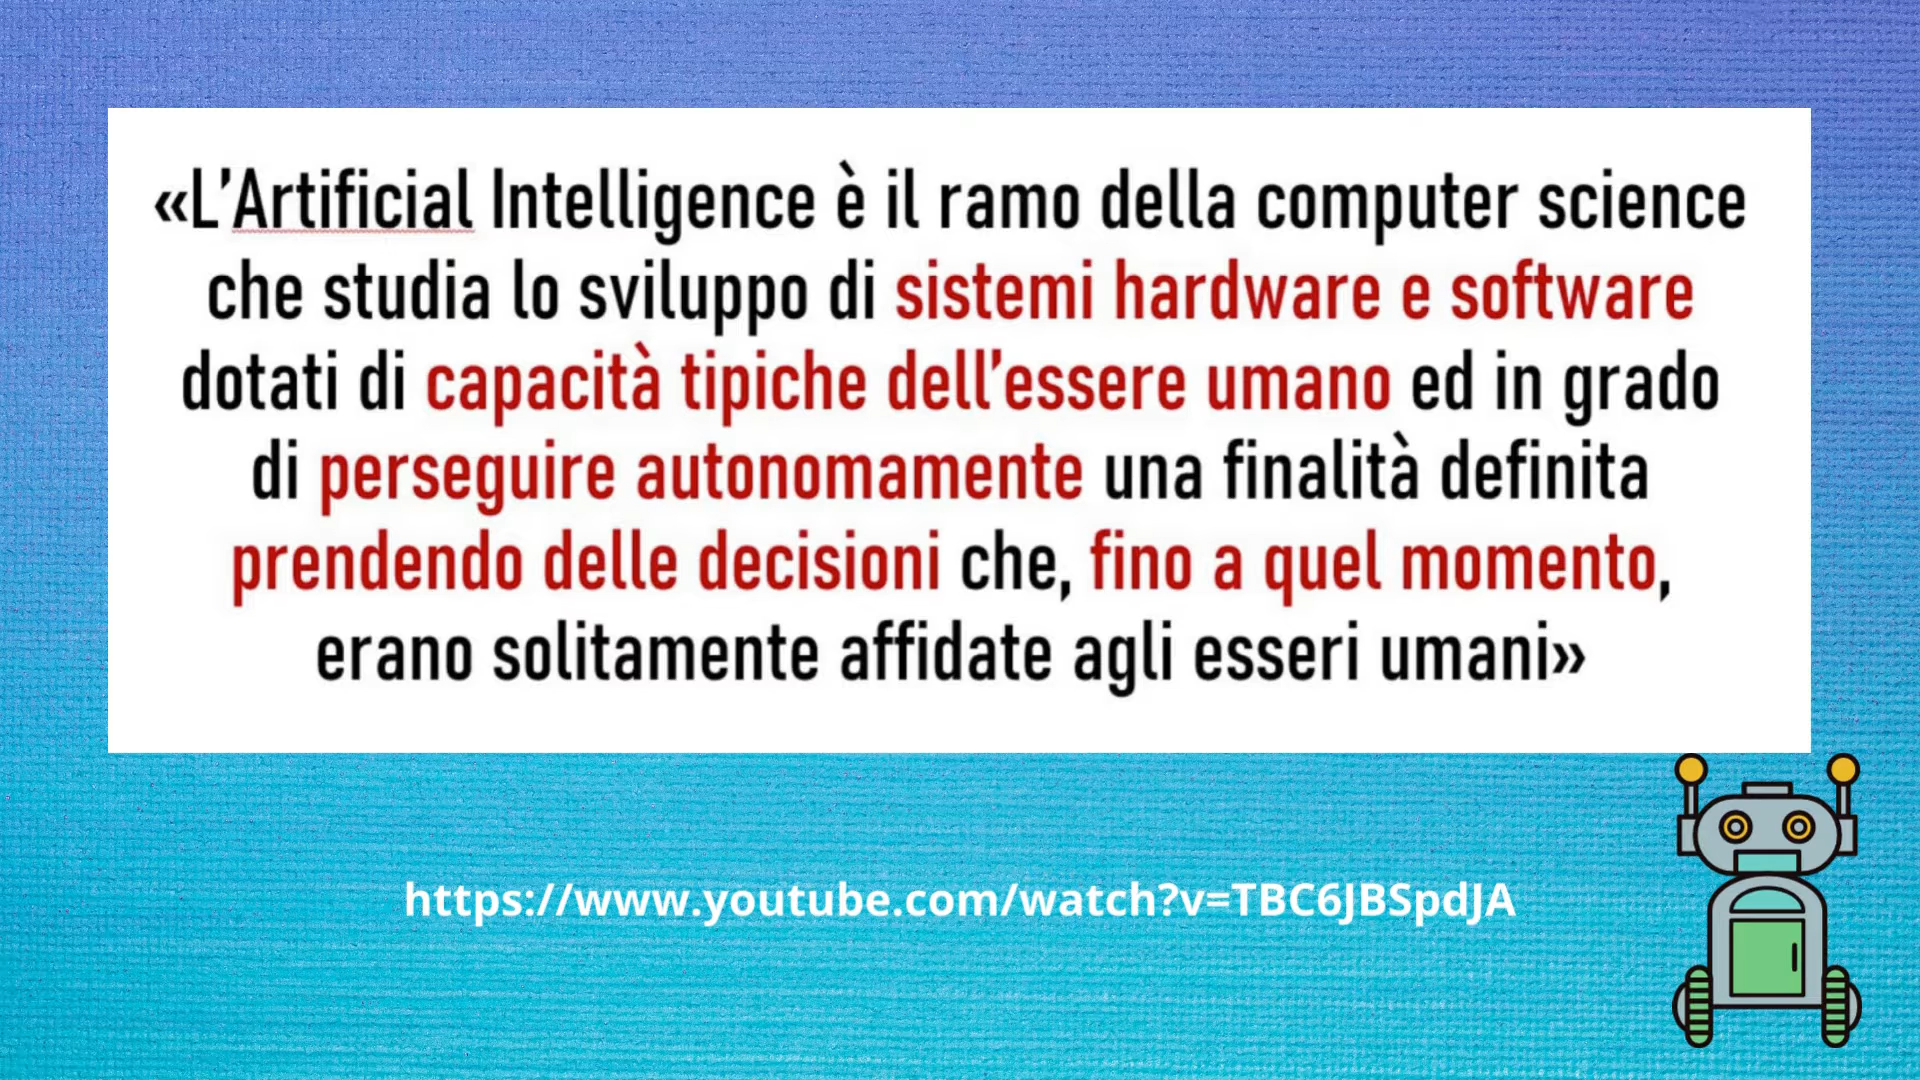 «L’Artificial Intelligence è il ramo della computer science
che studia lo sviluppo di sistemi hardware e software
dotati di capacità tipiche dell’essere umano ed in grado
di perseguire autonomamente una finalità definita
prendendo delle decisioni che, fino a quel momento,
erano solitamente affidate agli esseri umani»
https://www.youtube.com/watch?v=TBC6JBSpdJA